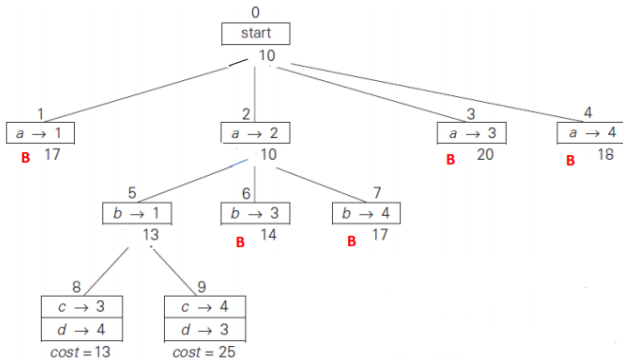 0
start
10
1 2 3 4
a → 1 a → 2 a → 3 a → 4
B 17 10 B 20 B 18
5 6 7
b → 1 b → 3 b → 4
13 B 14 B 17
8 9
c → 3 c → 4
d → 4 d → 3
cost = 13 cost = 25